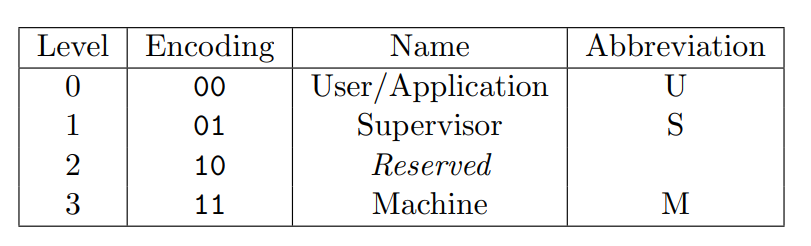 Level Encoding Name Abbreviation
0 00 User/Application U
1 01 Supervisor S
2 10 Reserved
3 11 Machine M